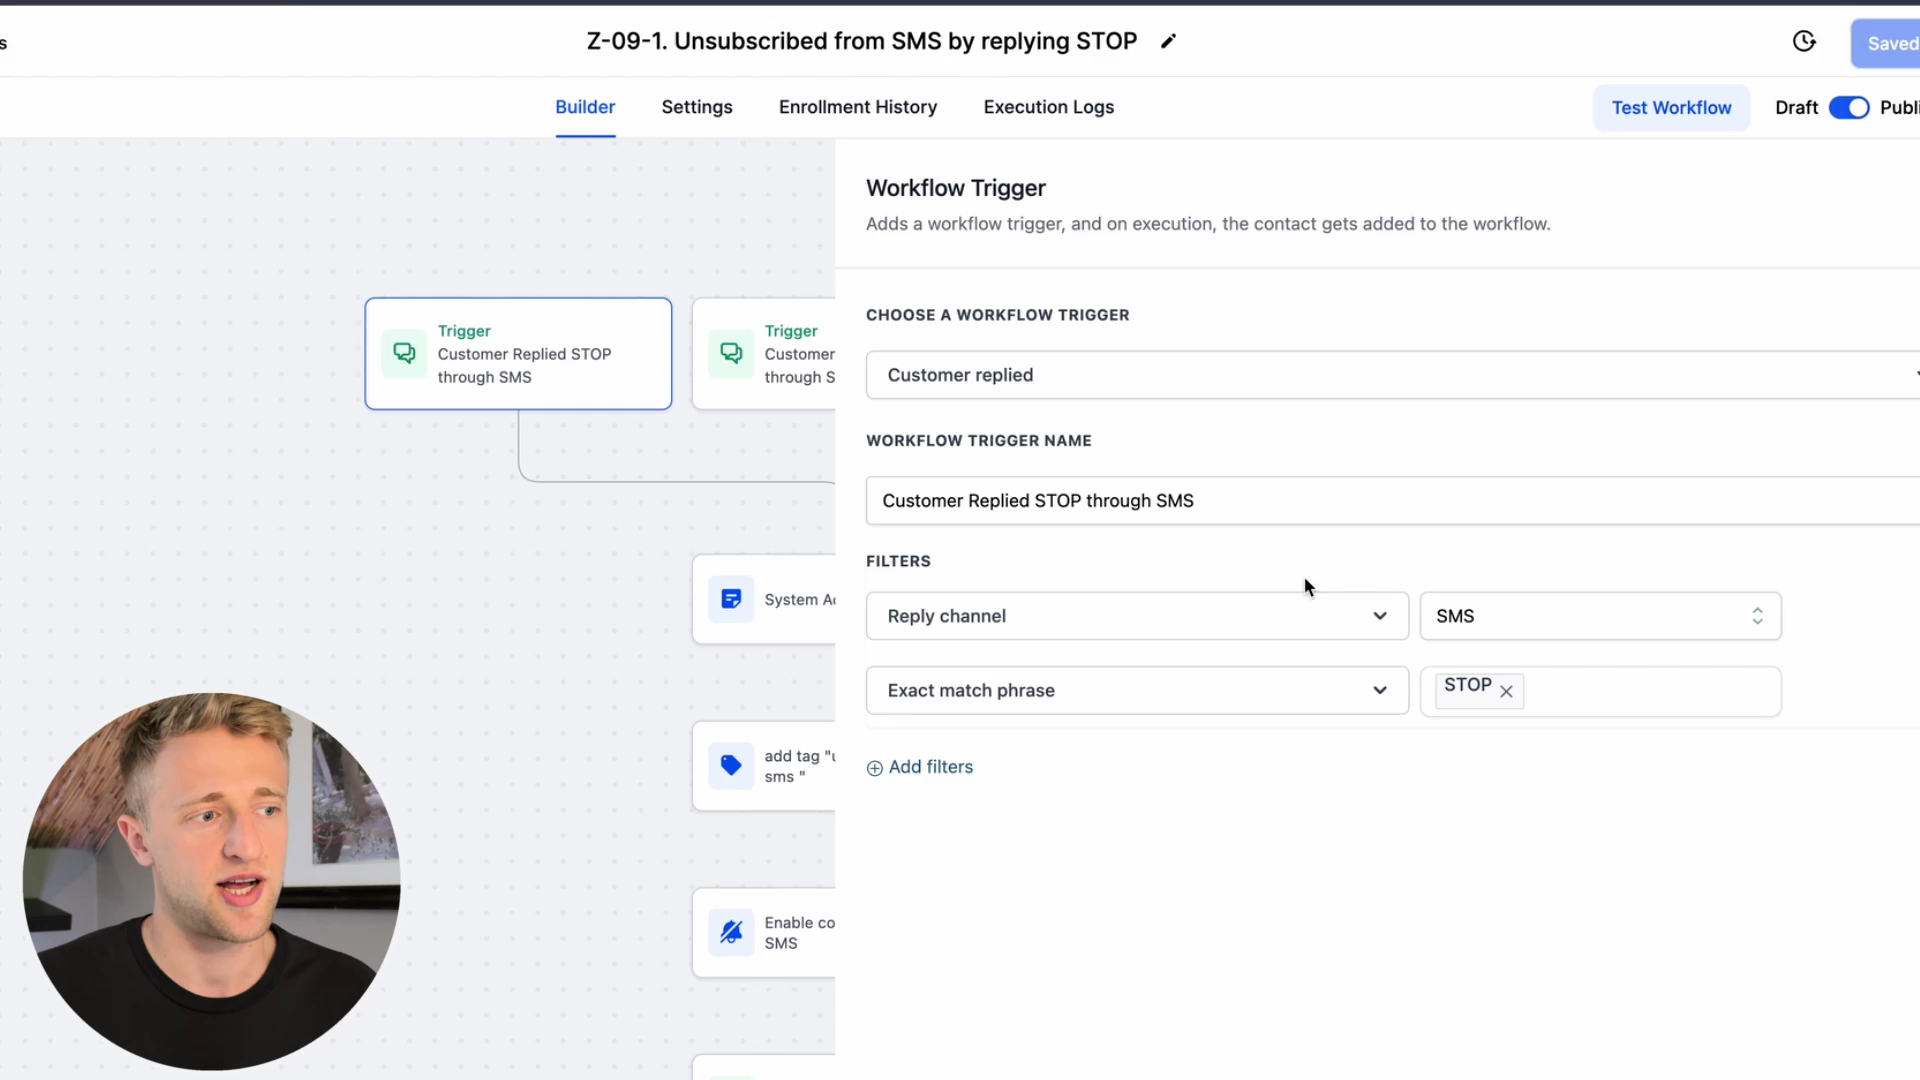 s
Z-09-1. Unsubscribed from SMS by replying STOP
Saved
Builder
Settings
Enrollment History
Execution Logs
Test Workflow
Draft
Publi
Workflow Trigger
Adds a workflow trigger, and on execution, the contact gets added to the workflow.
Trigger
Customer Replied STOP
through SMS
Trigger
Customer
through S
CHOOSE A WORKFLOW TRIGGER
Customer replied
WORKFLOW TRIGGER NAME
Customer Replied STOP through SMS
FILTERS
Reply channel
SMS
Exact match phrase
STOP
Add filters
System Ac
add tag "u
sms "
Enable co
SMS